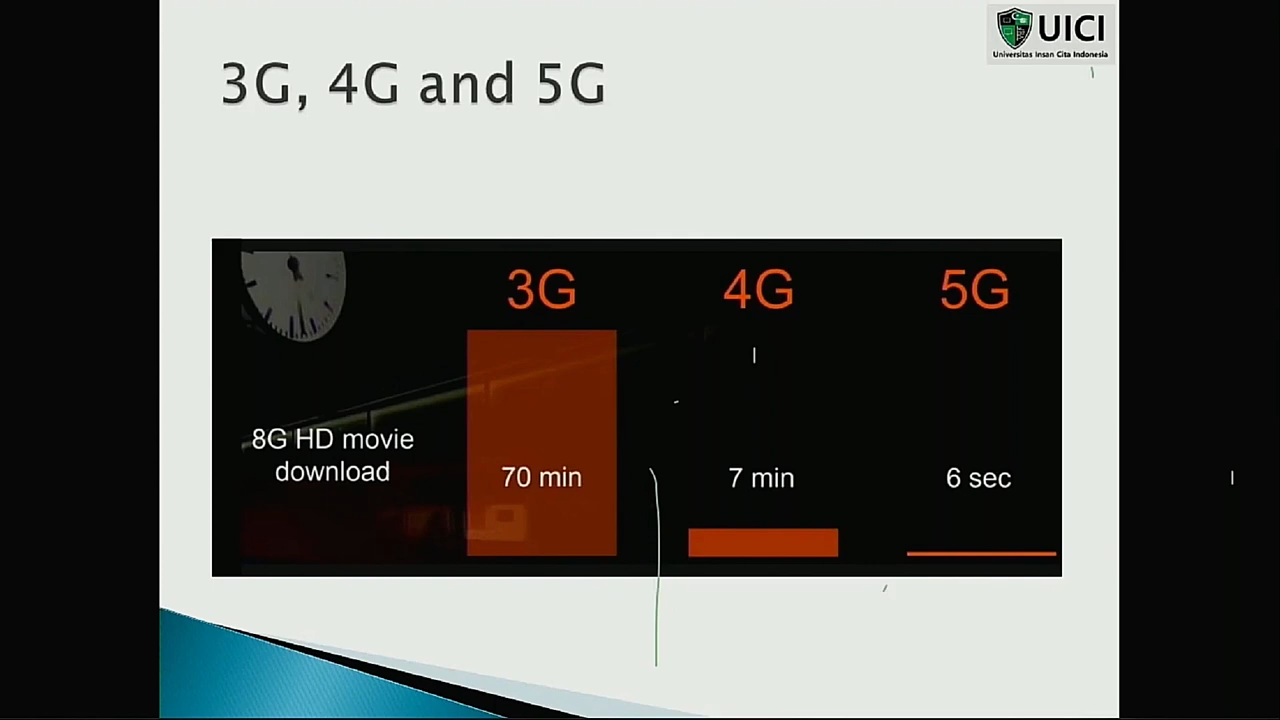 UICI
Universitas Insan Cita Indonesia
3G, 4G and 5G
3G
4G
5G
8G HD movie
download
70 min
7 min
6 sec